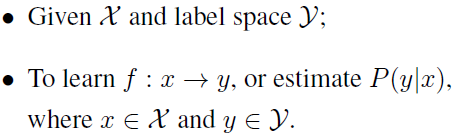 • Given 𝒳 and label space 𝒴;
• To learn f : x → y, or estimate P(y|x),
where x ∈ 𝒳 and y ∈ 𝒴.